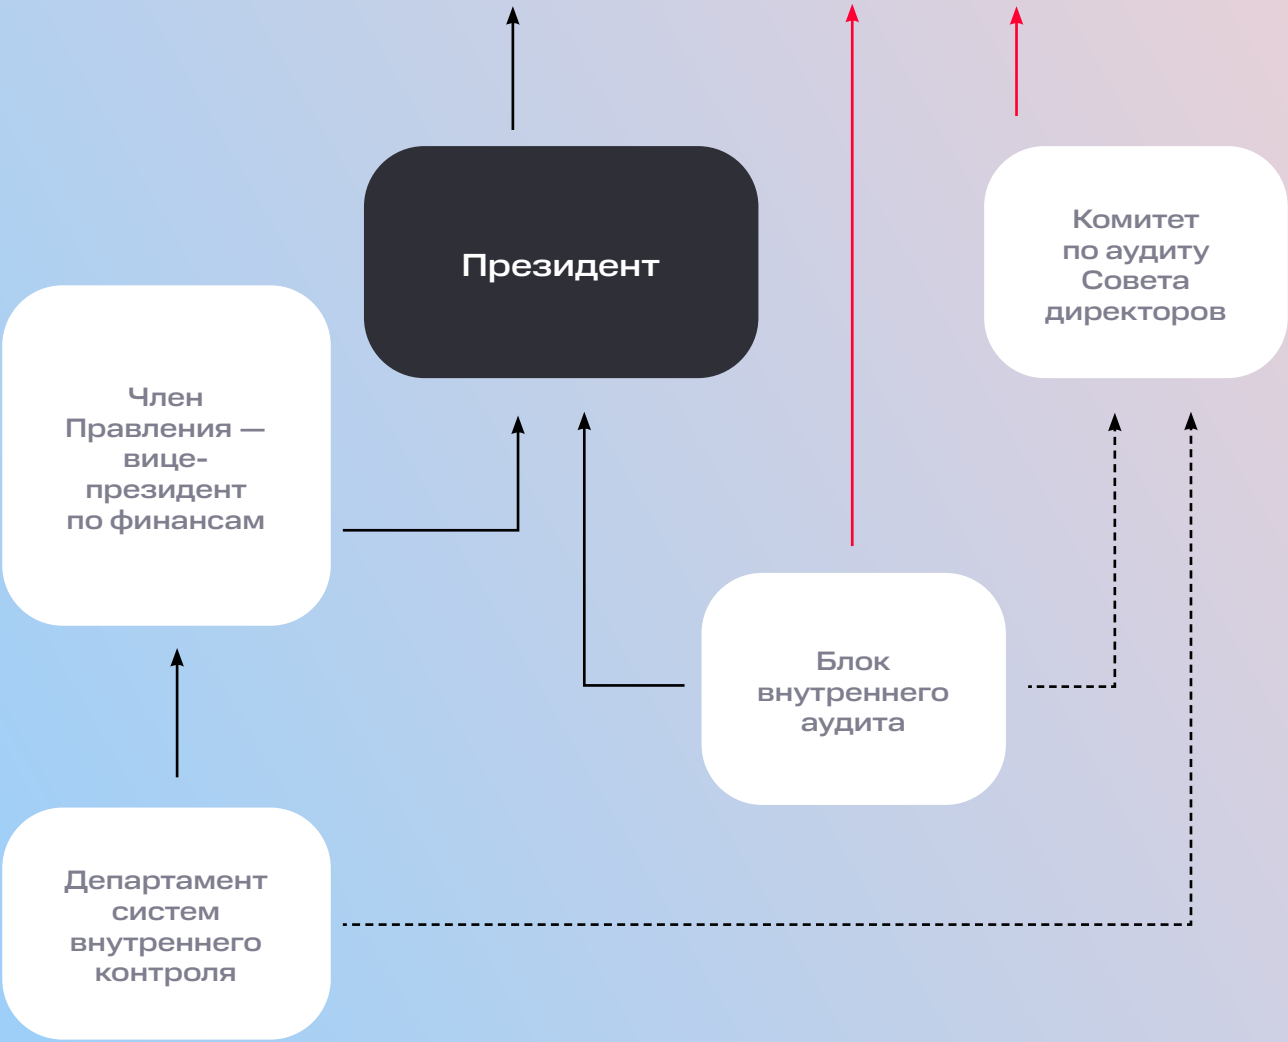 Президент
Комитет
по аудиту
Совета
директоров
Член
Правления —
вице-
президент
по финансам
Блок
внутреннего
аудита
Департамент
систем
внутреннего
контроля